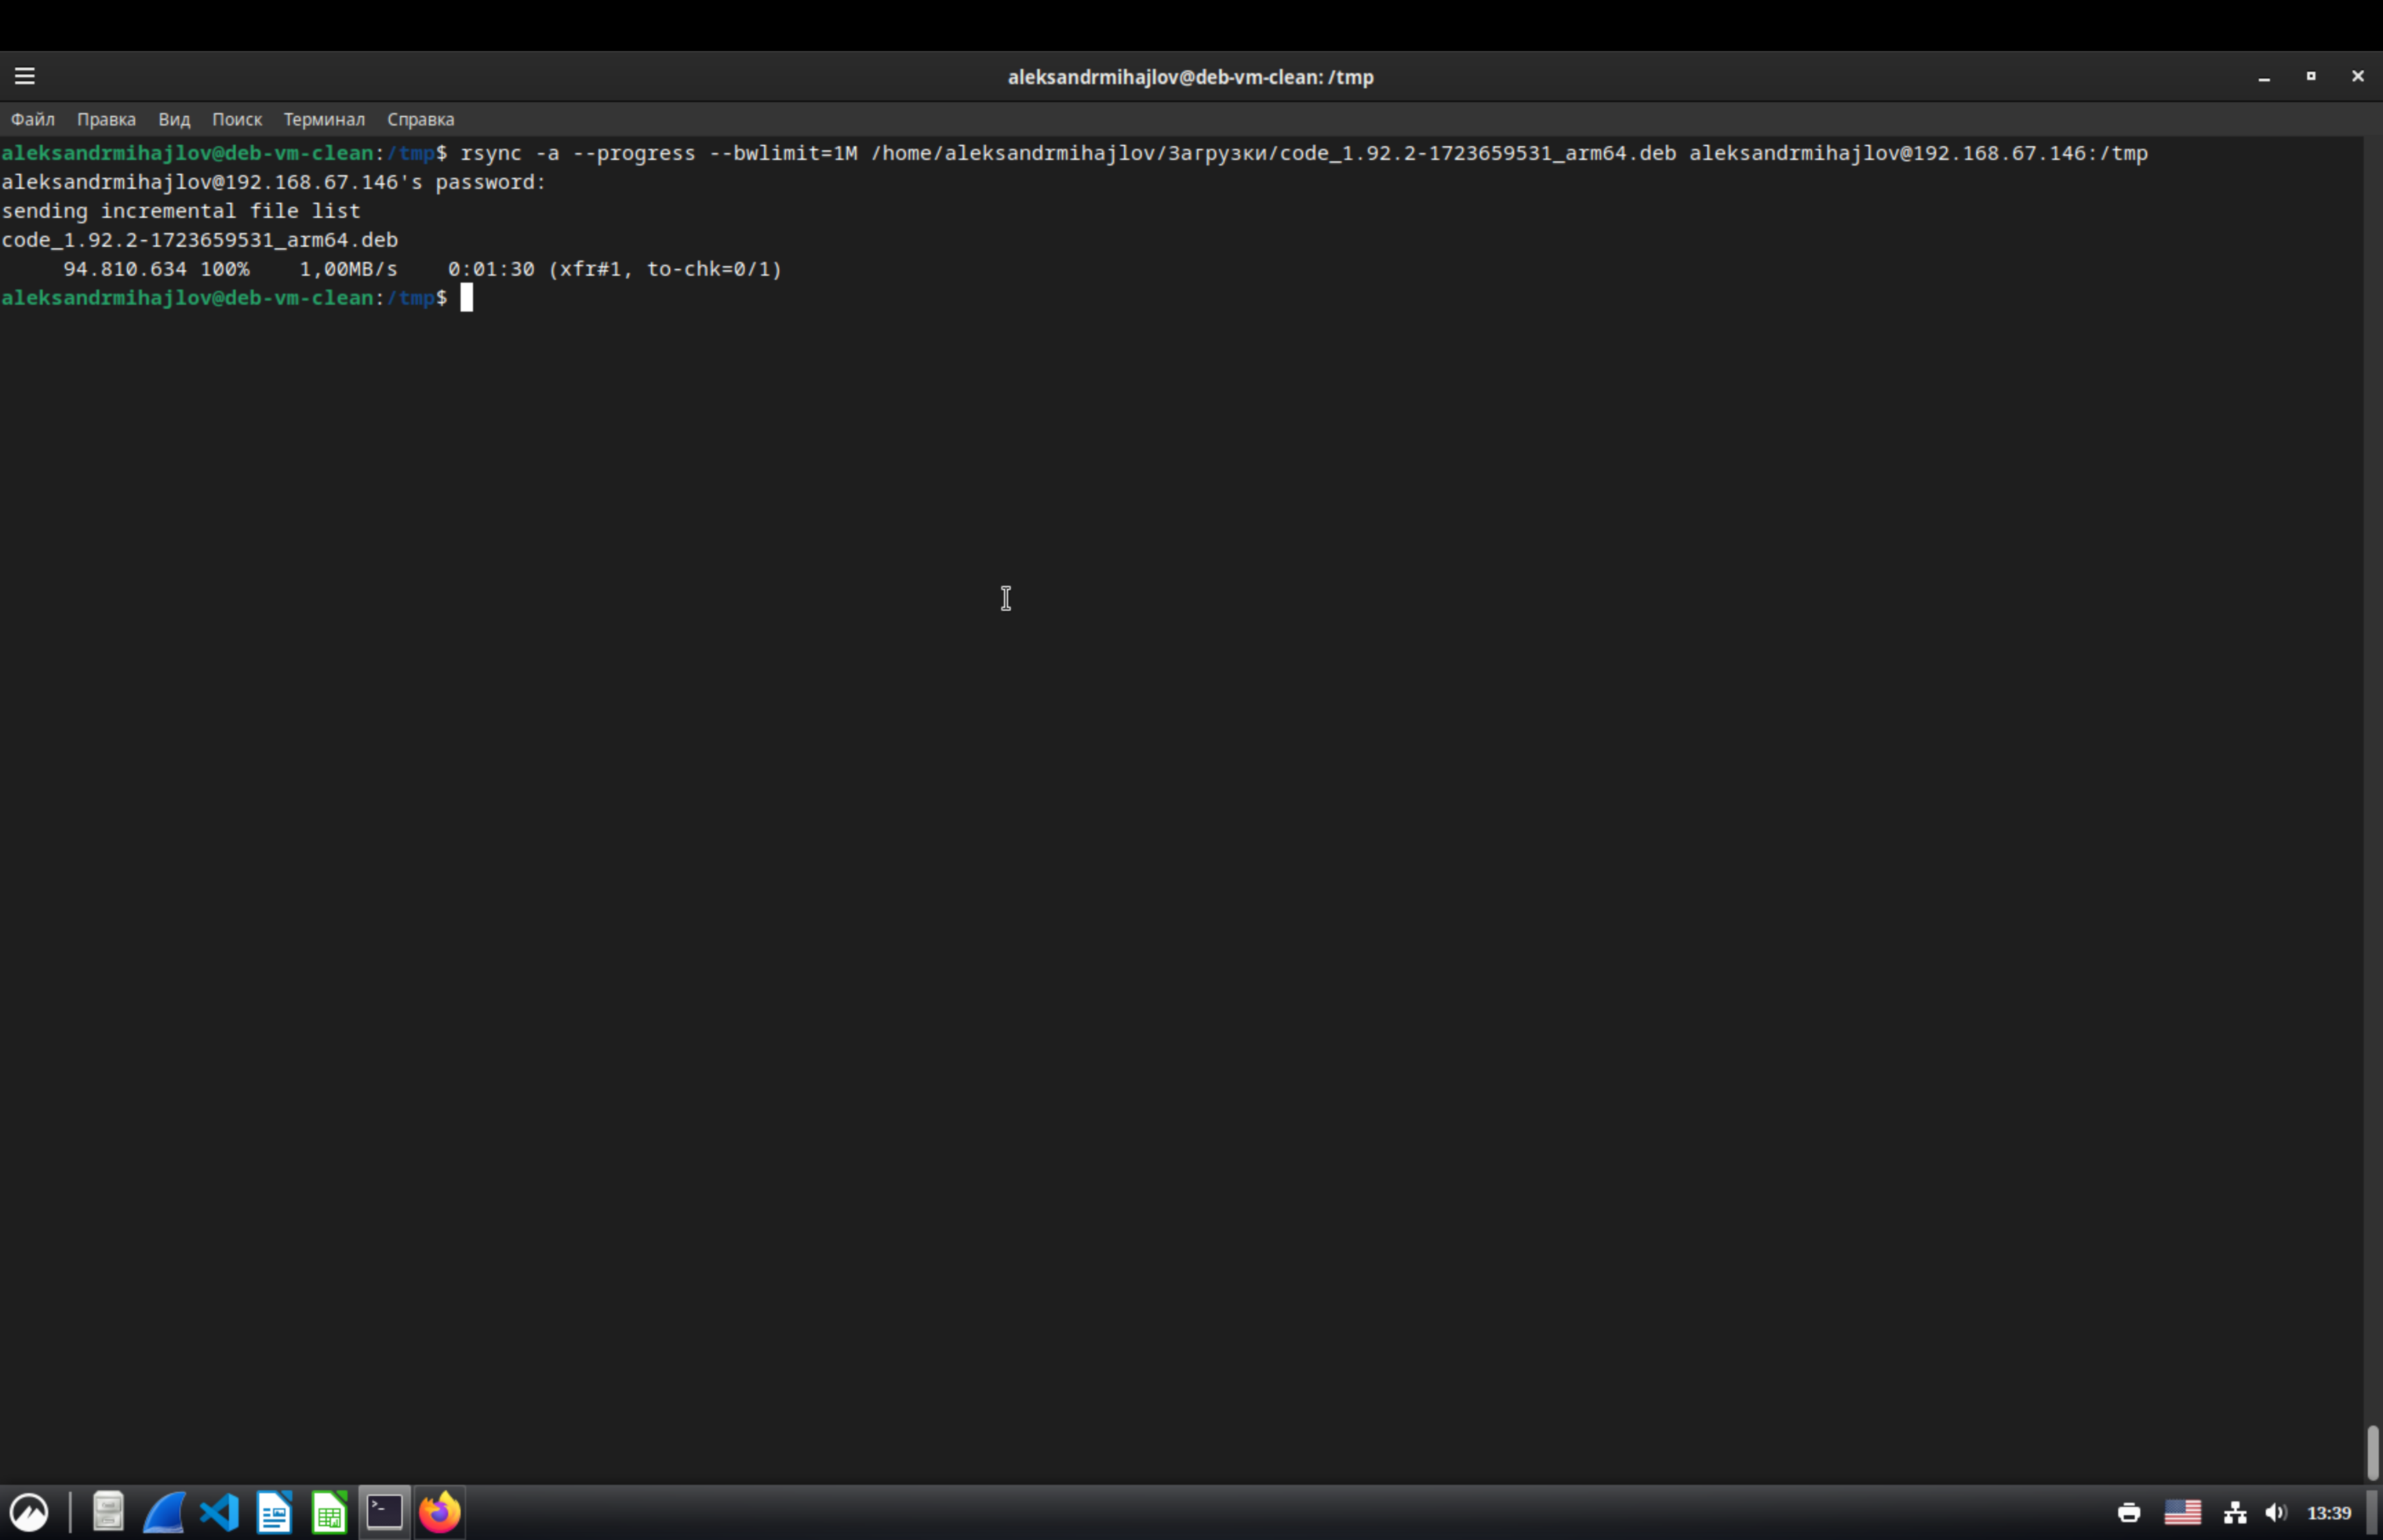 aleksandrmihajlov@deb-vm-clean: /tmp
Файл Правка Вид Поиск Терминал Справка
aleksandrmihajlov@deb-vm-clean:/tmp$ rsync -a --progress --bwlimit=1M /home/aleksandrmihajlov/Загрузки/code_1.92.2-1723659531_arm64.deb aleksandrmihajlov@192.168.67.146:/tmp
aleksandrmihajlov@192.168.67.146's password:
sending incremental file list
code_1.92.2-1723659531_arm64.deb
94.810.634 100% 1,00MB/s 0:01:30 (xfr#1, to-chk=0/1)
aleksandrmihajlov@deb-vm-clean:/tmp$
13:39